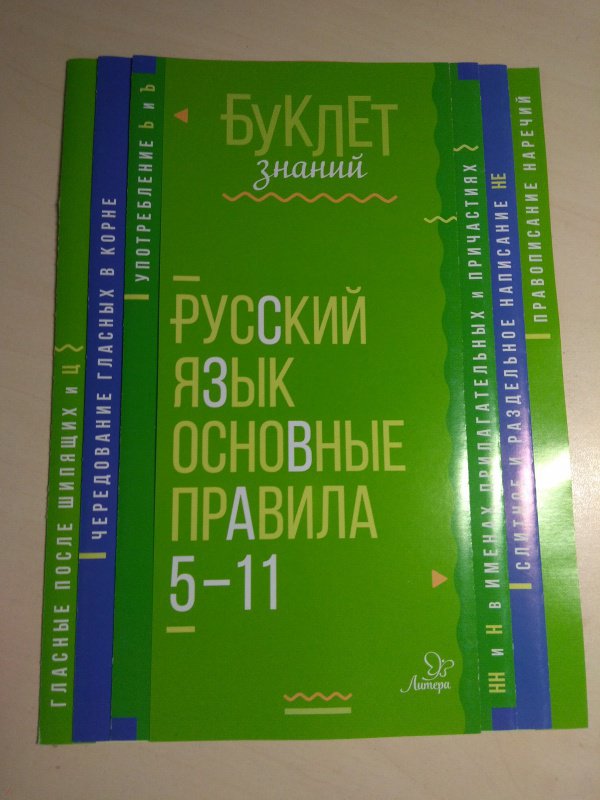 ГЛАСНЫЕ ПОСЛЕ ШИПЯЩИХ И Ц
ЧЕРЕДОВАНИЕ ГЛАСНЫХ В КОРНЕ
УПОТРЕБЛЕНИЕ Ь И Ъ
БУКЛЕТ
знаний
РУССКИЙ
ЯЗЫК
ОСНОВНЫЕ
ПРАВИЛА
5–11
Литера
НН И Н В ИМЕНАХ ПРИЛАГАТЕЛЬНЫХ И ПРИЧАСТИЯХ
СЛИТНОЕ И РАЗДЕЛЬНОЕ НАПИСАНИЕ НЕ
ПРАВОПИСАНИЕ НАРЕЧИЙ